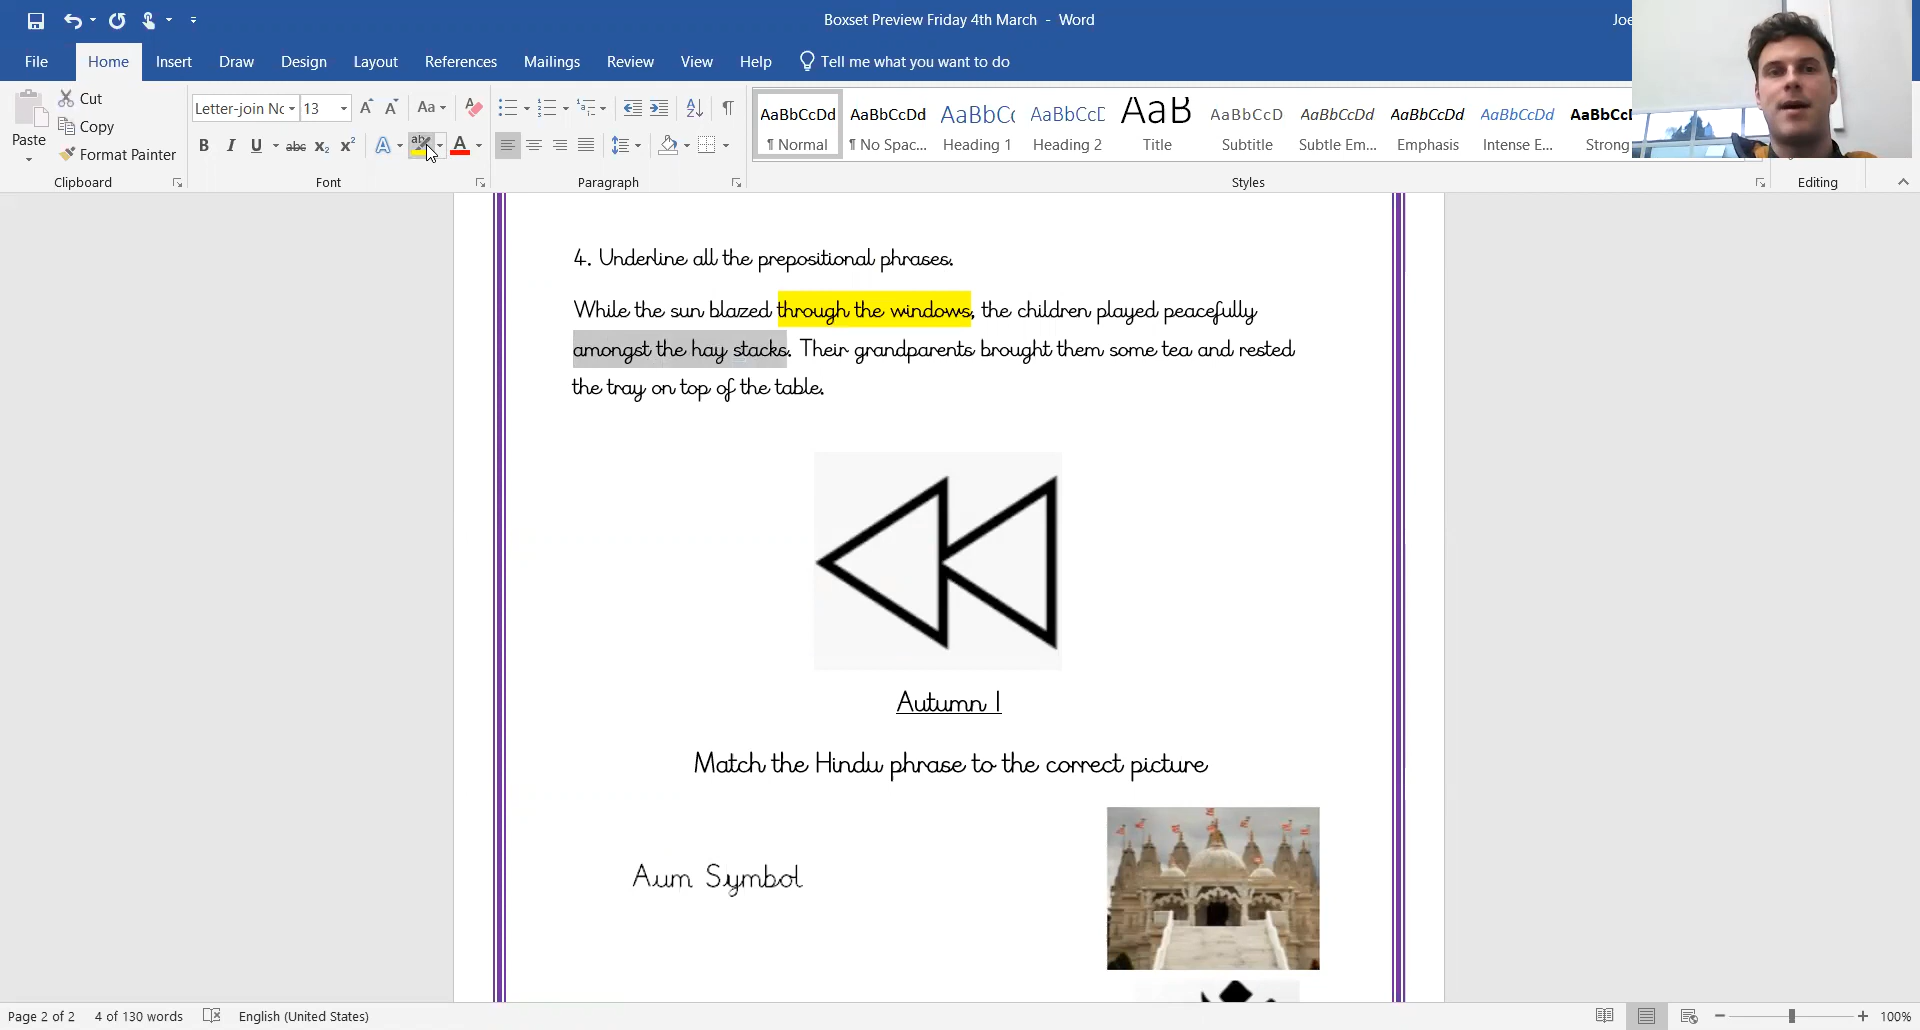 Boxset Preview Friday 4th March - Word
File Home Insert Draw Design Layout References Mailings Review View Help Tell me what you want to do
Paste
Cut
Copy
Format Painter
Clipboard
Letter-join Nc 13
Font
Paragraph
AaBbCcDd AaBbCcDd AaBbC AaBbCcD AaB AaBbCcD AaBbCcDd AaBbCcDd AaBbCcDd AaBbCcD
¶ Normal ¶ No Spac... Heading 1 Heading 2 Title Subtitle Subtle Em... Emphasis Intense E... Strong
Styles
Editing
4. Underline all the prepositional phrases.
While the sun blazed through the windows, the children played peacefully
amongst the hay stacks. Their grandparents brought them some tea and rested
the tray on top of the table.
Autumn 1
Match the Hindu phrase to the correct picture
Aum Symbol
Page 2 of 2 4 of 130 words English (United States) 100%